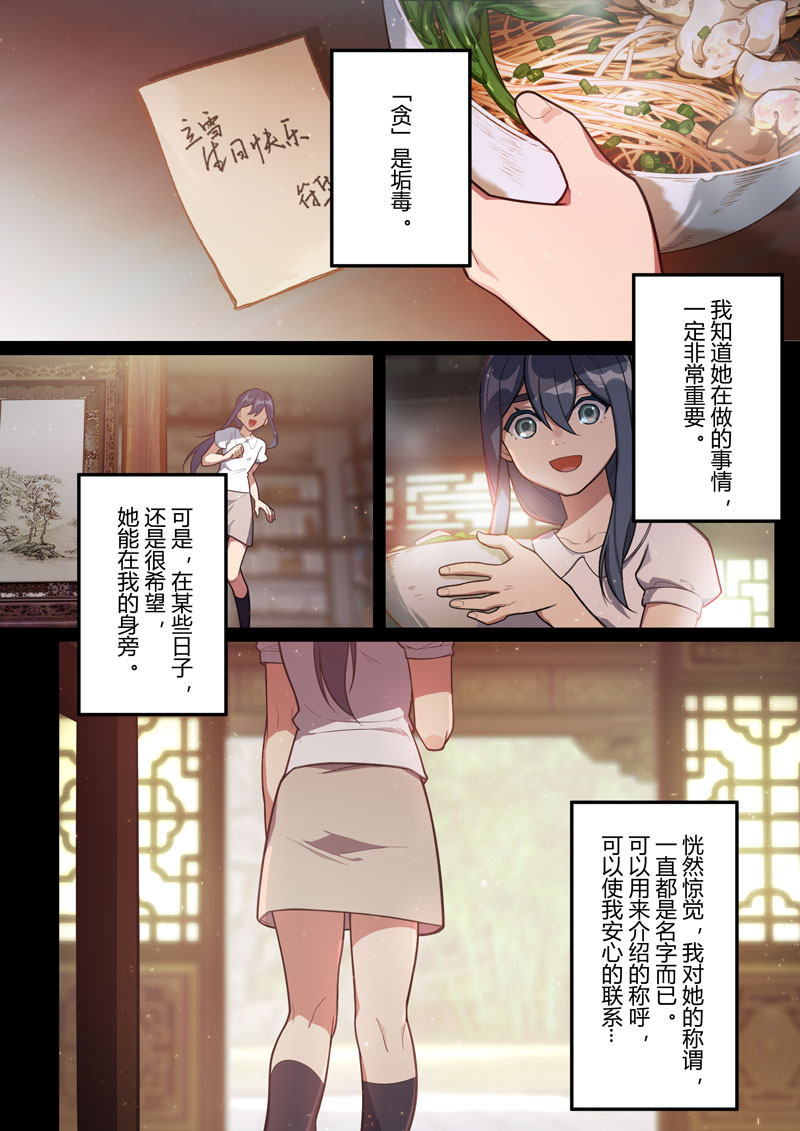 立雪
生日快乐
「贪」是垢毒。
我知道她在做的事情，
一定非常重要。
可是，在某些日子，
还是很希望，
她能在我的身旁。
恍然惊觉，我对她的称谓，
一直都是名字而已。
可以用来介绍的称呼，
可以使我安心的联系…